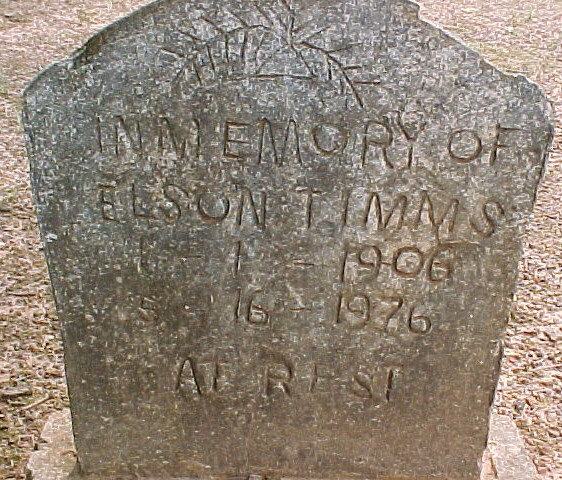 IN MEMORY OF
ELSON TIMMS
1 - 1 - 1906
5 - 16 - 1976
AT REST